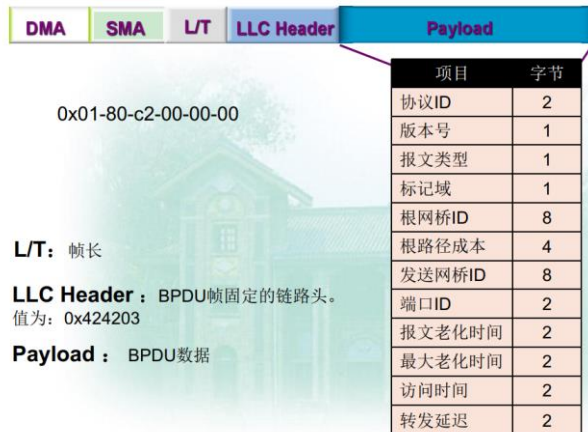 DMA SMA L/T LLC Header Payload
项目 字节
协议ID 2
0x01-80-c2-00-00-00
版本号 1
报文类型 1
标记域 1
根网桥ID 8
根路径成本 4
L/T：帧长
发送网桥ID 8
LLC Header ：BPDU帧固定的链路头。
端口ID 2
值为：0x424203
报文老化时间 2
Payload ： BPDU数据
最大老化时间 2
访问时间 2
转发延迟 2